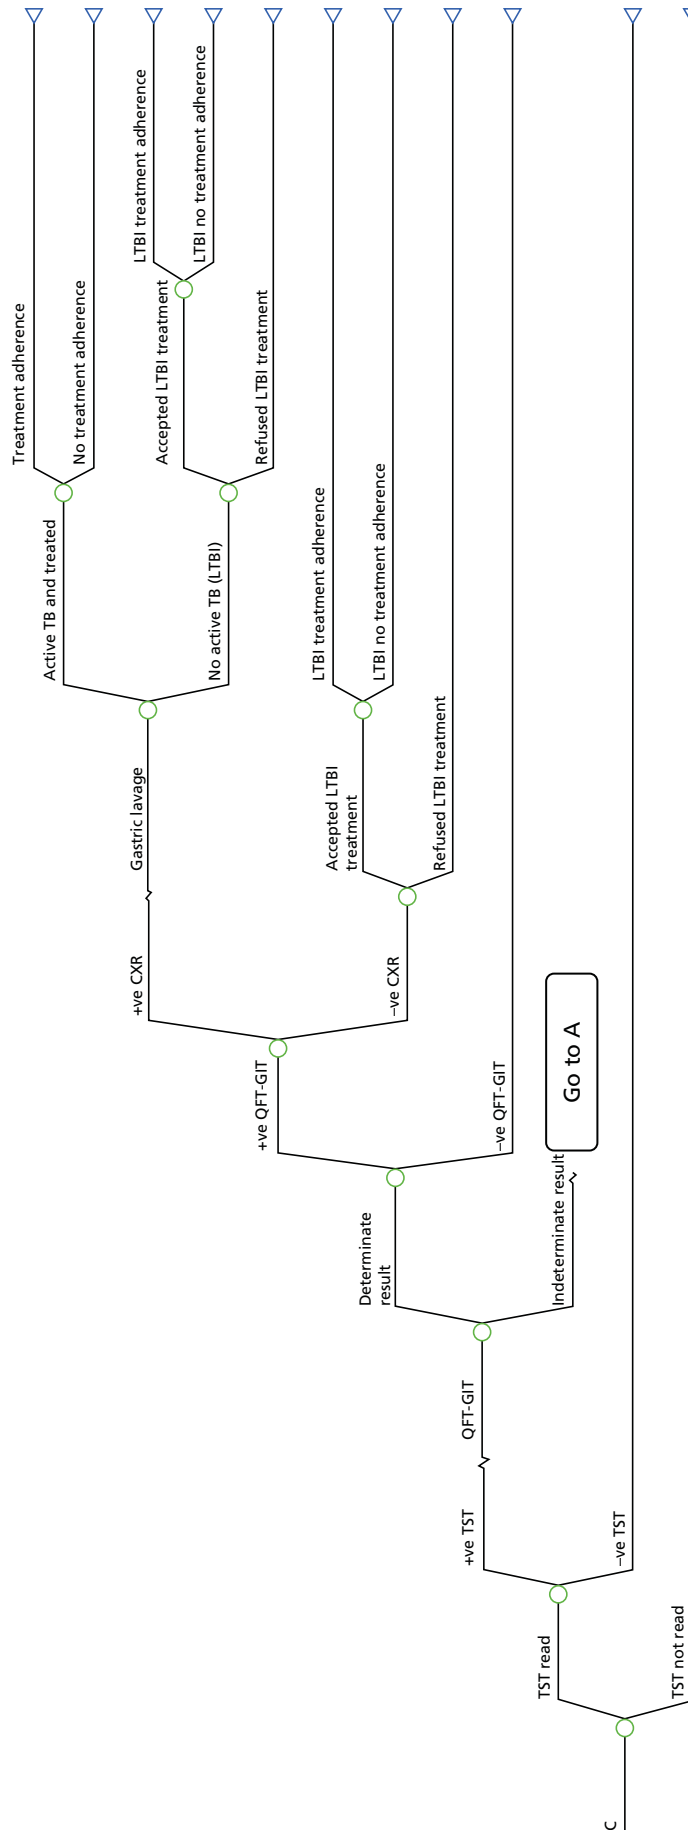 Treatment adherence
No treatment adherence
LTBI treatment adherence
LTBI no treatment adherence
Active TB and treated
Accepted LTBI treatment
Refused LTBI treatment
No active TB (LTBI)
LTBI treatment adherence
LTBI no treatment adherence
Gastric lavage
Accepted LTBI
treatment
Refused LTBI treatment
+ve CXR
–ve CXR
+ve QFT-GIT
–ve QFT-GIT
Go to A
Determinate
result
Indeterminate result
QFT-GIT
+ve TST
–ve TST
TST read
TST not read
C